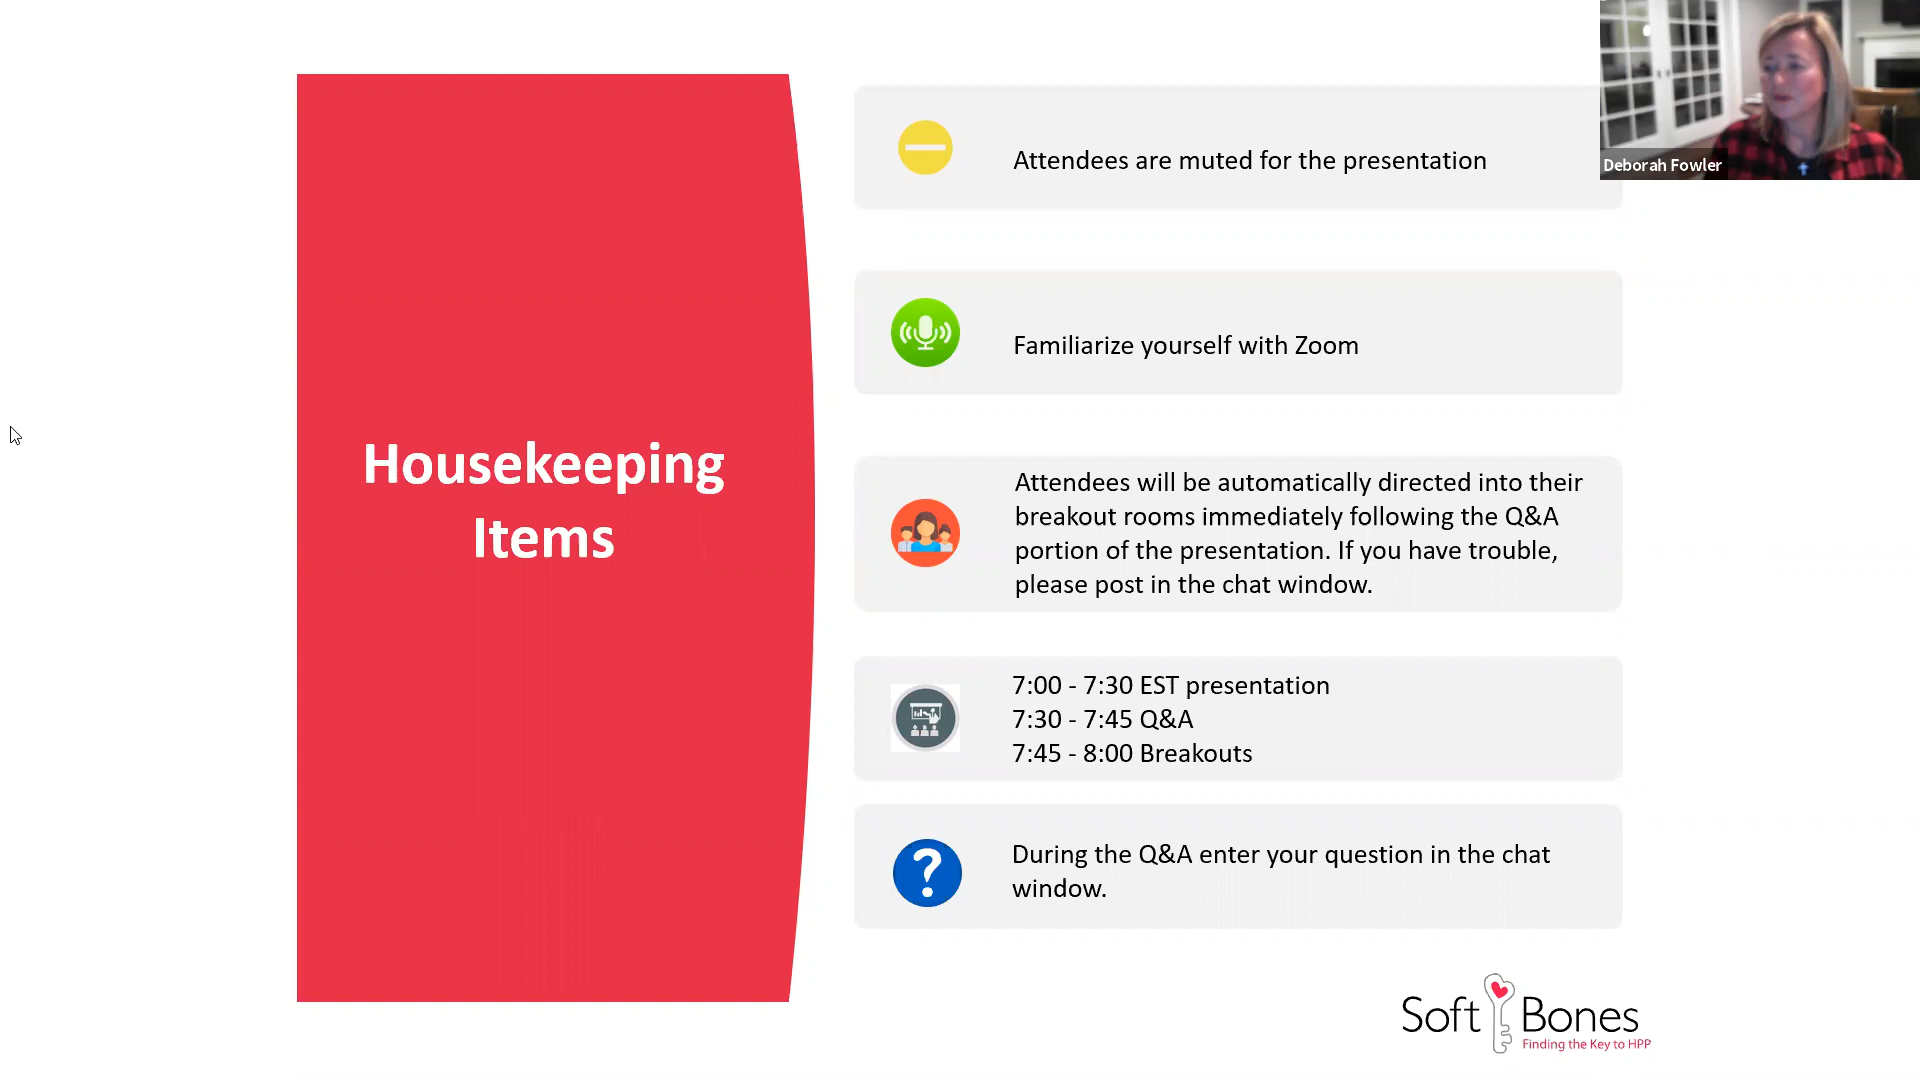 Housekeeping
Items
Attendees are muted for the presentation
Familiarize yourself with Zoom
Attendees will be automatically directed into their
breakout rooms immediately following the Q&A
portion of the presentation. If you have trouble,
please post in the chat window.
7:00 - 7:30 EST presentation
7:30 - 7:45 Q&A
7:45 - 8:00 Breakouts
During the Q&A enter your question in the chat
window.
Deborah Fowler
Soft Bones
Finding the Key to HPP